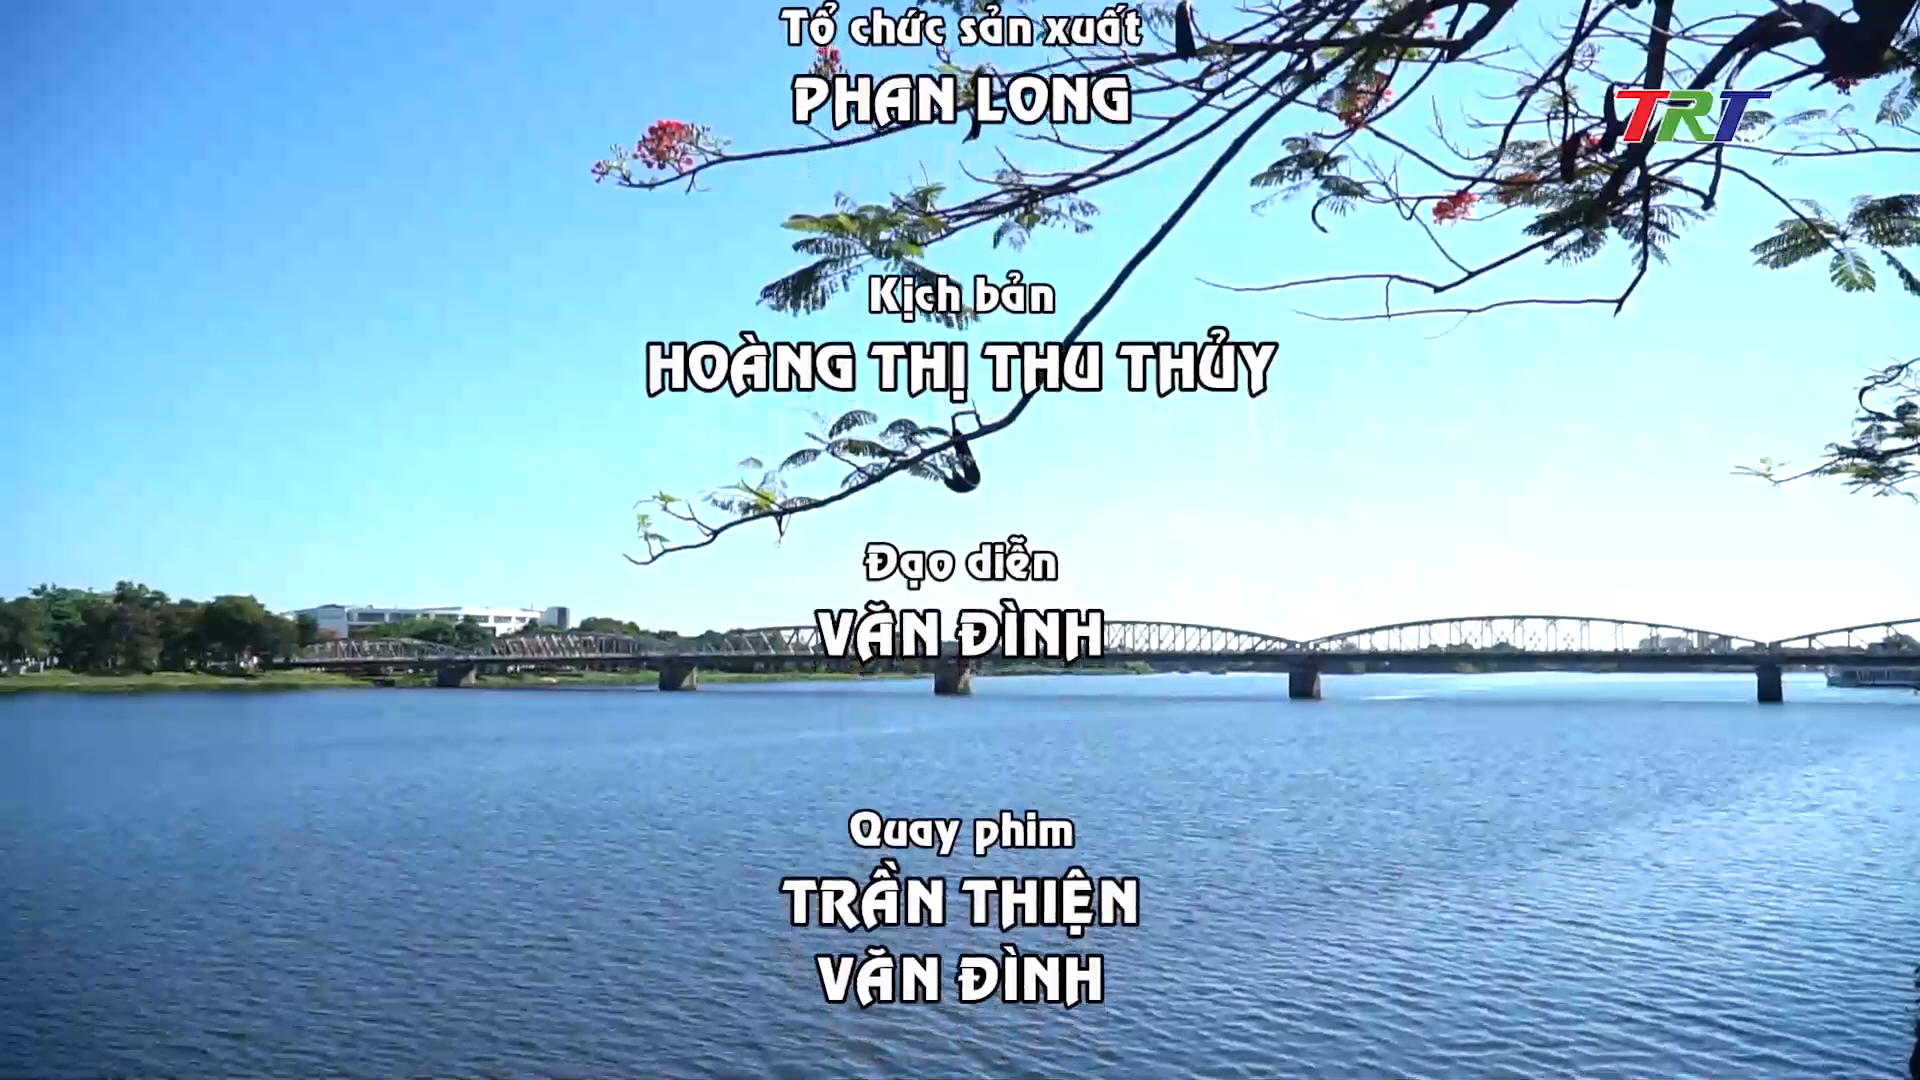 Tổ chức sản xuất
PHAN LONG
TRT
Kịch bản
HOÀNG THỊ THU THỦY
Đạo diễn
VĂN ĐÌNH
Quay phim
TRẦN THIỆN
VĂN ĐÌNH